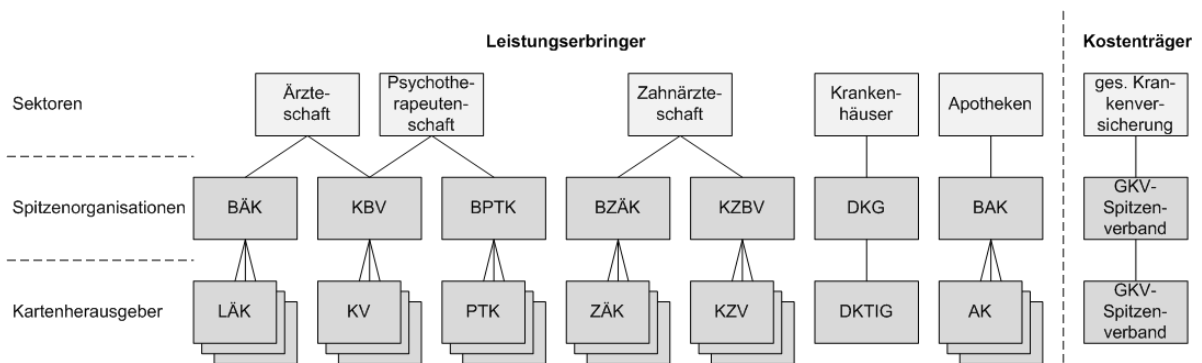 Leistungserbringer
Kostenträger
Sektoren
Ärzte-
schaft
Psychothe-
rapeuten-
schaft
Zahnärzte-
schaft
Kranken-
häuser
Apotheken
ges. Kran-
kenver-
sicherung
Spitzenorganisationen
BÄK
KBV
BPTK
BZÄK
KZBV
DKG
BAK
GKV-
Spitzen-
verband
Kartenherausgeber
LÄK
KV
PTK
ZÄK
KZV
DKTIG
AK
GKV-
Spitzen-
verband